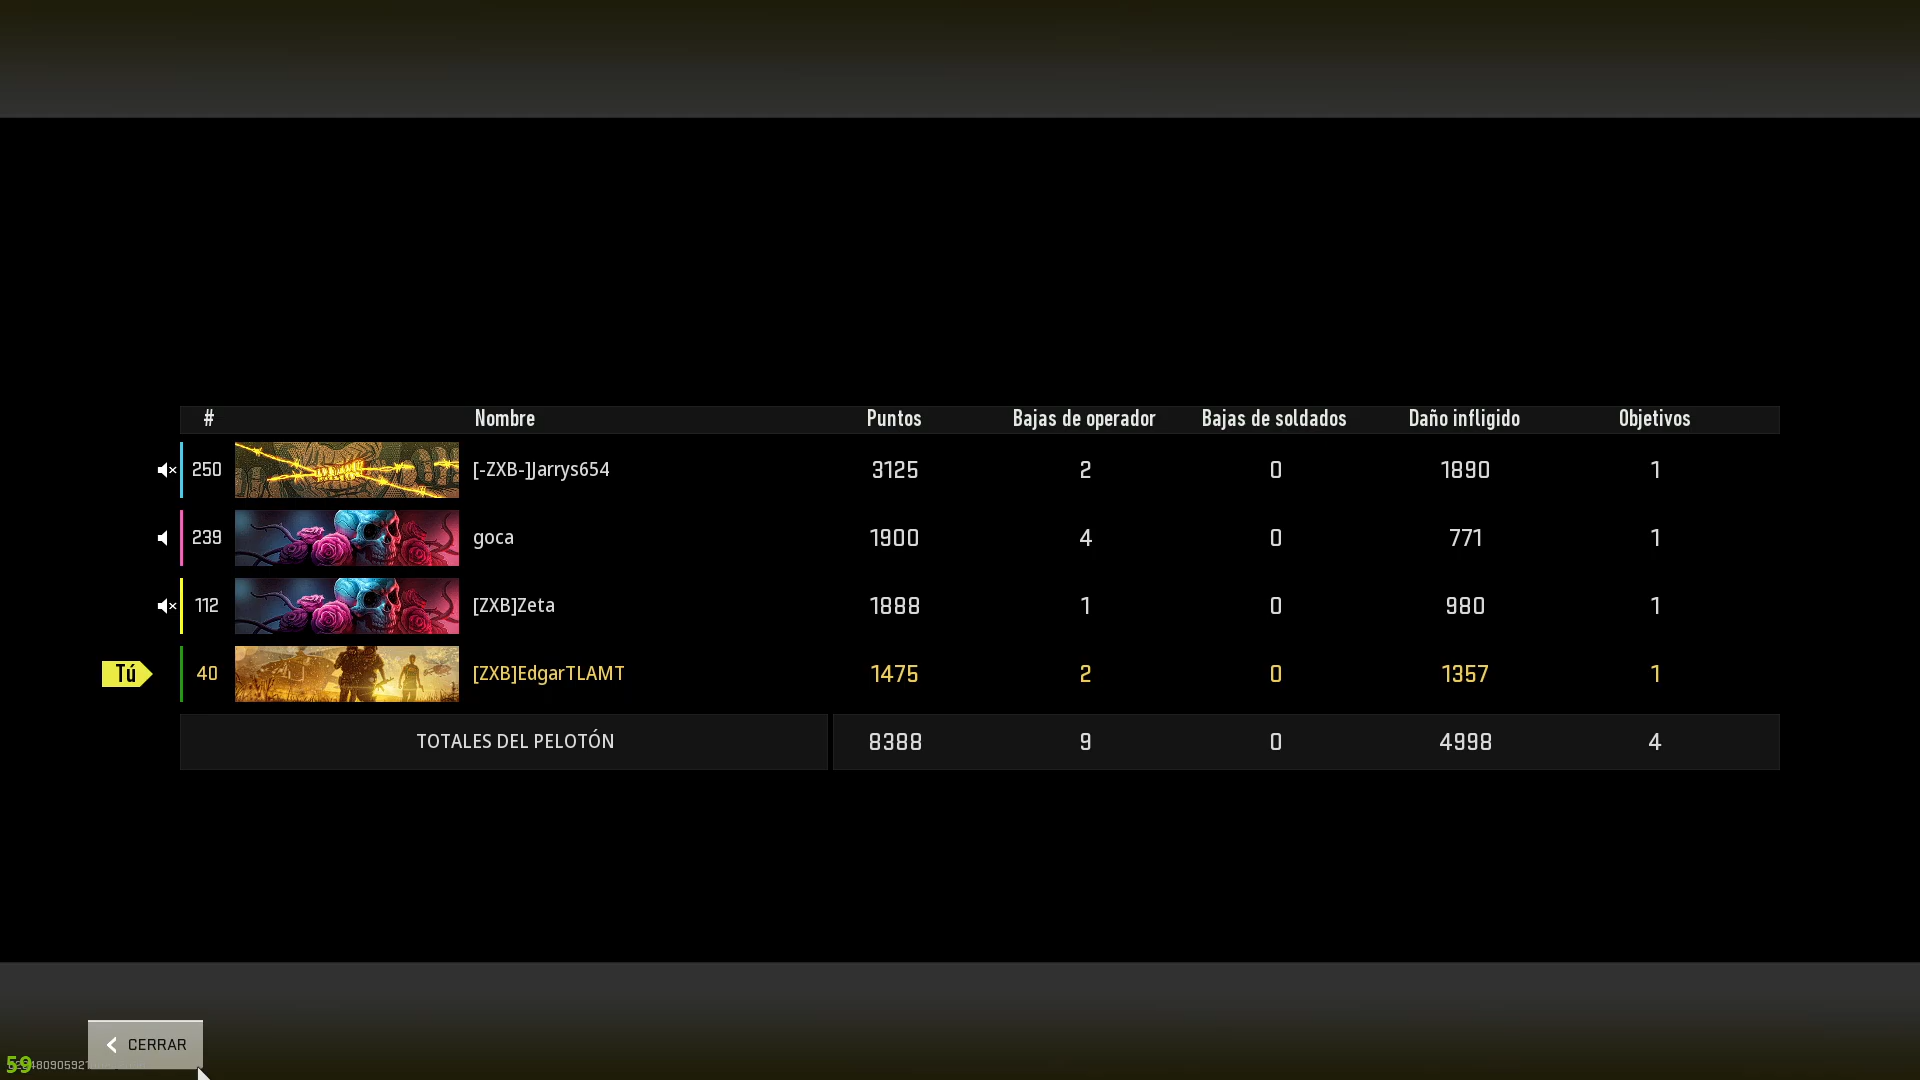 # Nombre Puntos Bajas de operador Bajas de soldados Daño infligido Objetivos
250 [-ZXB-]Jarrys654 3125 2 0 1890 1
239 goca 1900 4 0 771 1
112 [ZXB]Zeta 1888 1 0 980 1
Tú 40 [ZXB]EdgarTLAMT 1475 2 0 1357 1
TOTALES DEL PELOTÓN 8388 9 0 4998 4
CERRAR
59